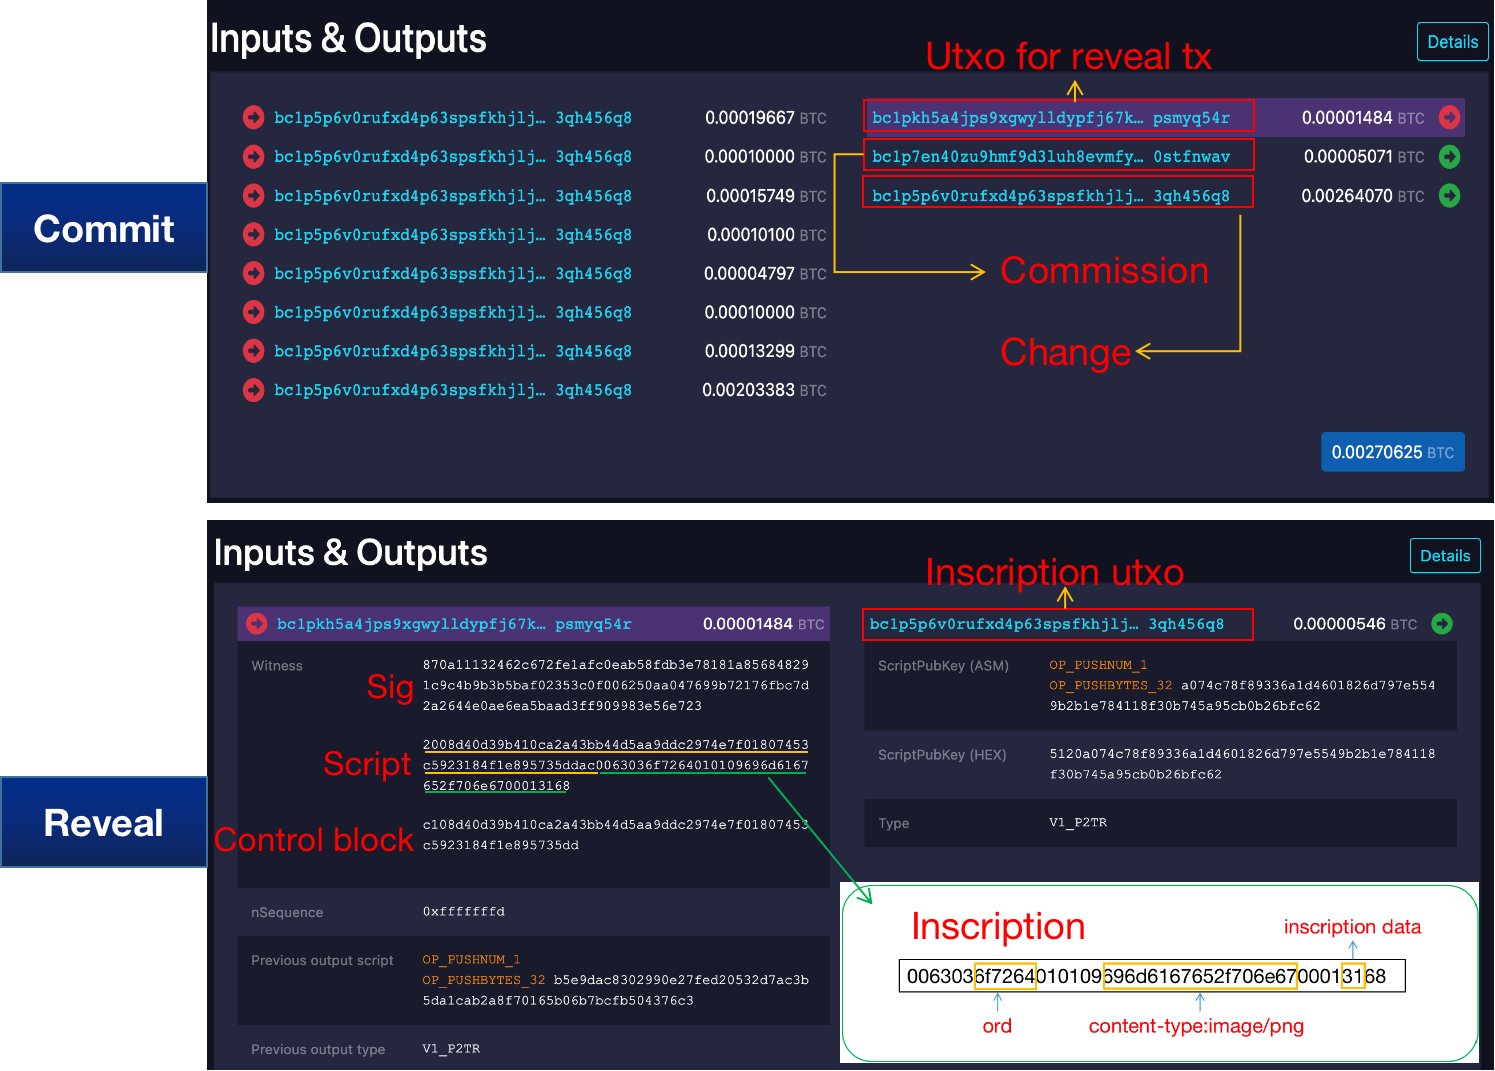 Inputs & Outputs
Details
Utxo for reveal tx
bc1p5p6v0rufxd4p63spsfkhjlj… 3qh456q8 0.00019667 BTC
bc1pkh5a4jps9xgwylldypfj67k… psmyq54r 0.00001484 BTC
bc1p5p6v0rufxd4p63spsfkhjlj… 3qh456q8 0.00010000 BTC
bc1p7en40zu9hmf9d3luh8evmfy… 0stfnwav 0.00005071 BTC
bc1p5p6v0rufxd4p63spsfkhjlj… 3qh456q8 0.00015749 BTC
bc1p5p6v0rufxd4p63spsfkhjlj… 3qh456q8 0.00264070 BTC
Commit
bc1p5p6v0rufxd4p63spsfkhjlj… 3qh456q8 0.00010100 BTC
bc1p5p6v0rufxd4p63spsfkhjlj… 3qh456q8 0.00004797 BTC
Commission
bc1p5p6v0rufxd4p63spsfkhjlj… 3qh456q8 0.00010000 BTC
bc1p5p6v0rufxd4p63spsfkhjlj… 3qh456q8 0.00013299 BTC
Change
bc1p5p6v0rufxd4p63spsfkhjlj… 3qh456q8 0.00203383 BTC
0.00270625 BTC
Inputs & Outputs
Details
Inscription utxo
bc1pkh5a4jps9xgwylldypfj67k… psmyq54r 0.00001484 BTC
bc1p5p6v0rufxd4p63spsfkhjlj… 3qh456q8 0.00000546 BTC
Witness
Sig
870a11132462c672fe1afc0eab58fdb3e78181a85684829
1c9c4b9b3b5baf02353c0f006250aa047699b72176fbc7d
2a2644e0ae6ea5baad3ff909983e56e723
Script
2008d40d39b410ca2a43bb44d5aa9ddc2974e7f01807453
c5923184f1e895735ddac0063036f7264010109696d6167
652f706e6700013168
Reveal
Control block
c108d40d39b410ca2a43bb44d5aa9ddc2974e7f01807453
c5923184f1e895735dd
nSequence
0xfffffffd
Previous output script
OP_PUSHNUM_1
OP_PUSHBYTES_32 b5e9dac8302990e27fed20532d7ac3b
5da1cab2a8f70165b06b7bcfb504376c3
Previous output type
V1_P2TR
ScriptPubKey (ASM)
OP_PUSHNUM_1
OP_PUSHBYTES_32 a074c78f89336a1d4601826d797e554
9b2b1e784118f30b745a95cb0b26bfc62
ScriptPubKey (HEX)
5120a074c78f89336a1d4601826d797e5549b2b1e784118
f30b745a95cb0b26bfc62
Type
V1_P2TR
Inscription
inscription data
0063036f7264010109696d6167652f706e6700013168
ord
content-type:image/png